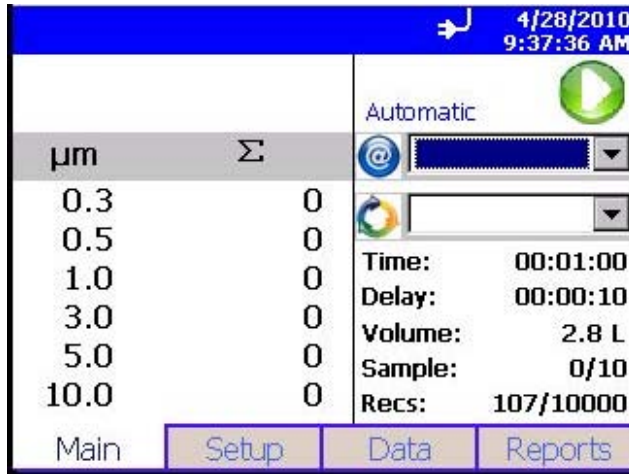 4/28/2010
9:37:36 AM
Automatic
µm Σ
0.3 0
0.5 0
1.0 0
3.0 0
5.0 0
10.0 0
Time: 00:01:00
Delay: 00:00:10
Volume: 2.8 L
Sample: 0/10
Recs: 107/10000
Main Setup Data Reports